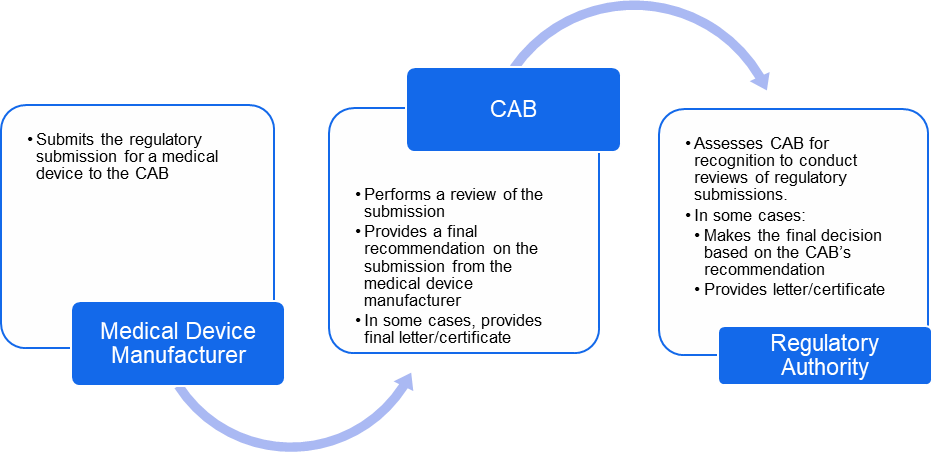 • Submits the regulatory
submission for a medical
device to the CAB
Medical Device
Manufacturer
CAB
• Performs a review of the
submission
• Provides a final
recommendation on the
submission from the
medical device
manufacturer
• In some cases, provides
final letter/certificate
• Assesses CAB for
recognition to conduct
reviews of regulatory
submissions.
• In some cases:
• Makes the final decision
based on the CAB’s
recommendation
• Provides letter/certificate
Regulatory
Authority